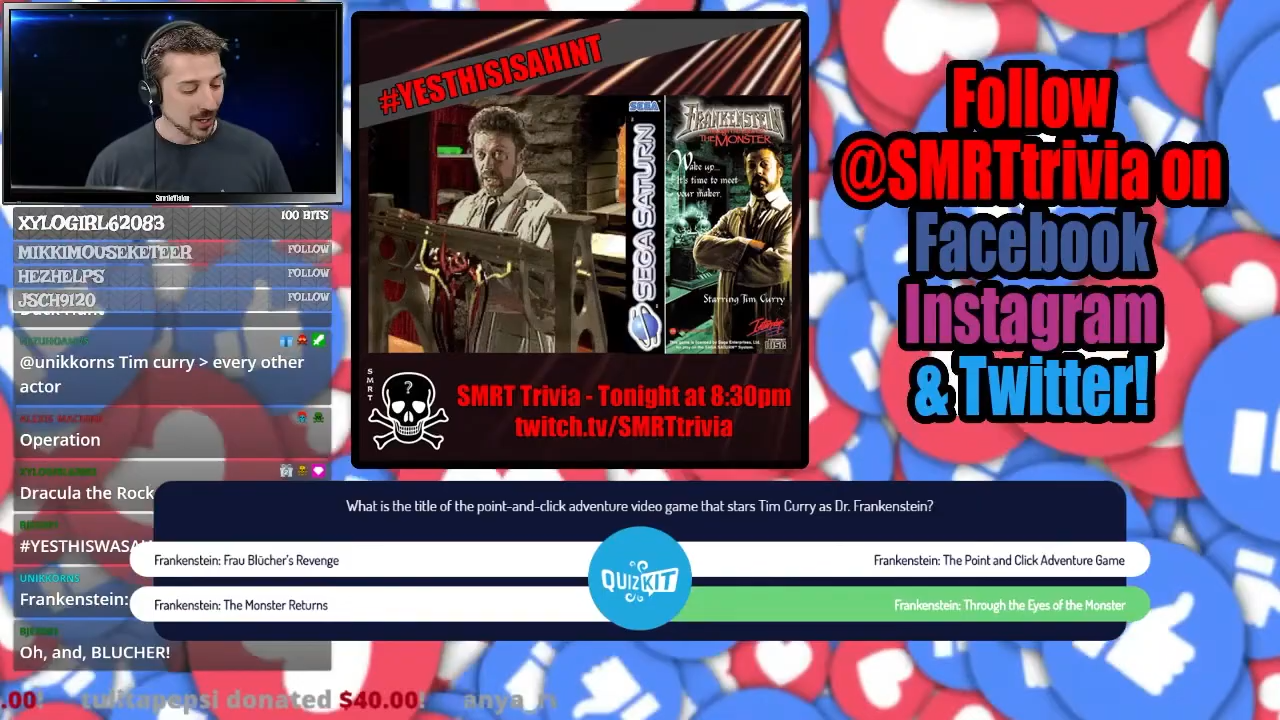 SmrtieVision
XYLOGIRL62083 100 BITS
MIKKIMOUSEKETEER FOLLOW
HEZHELPS FOLLOW
JSCH9120 FOLLOW
@unikkorns Tim curry > every other
actor
Operation
Dracula the Rock
#YESTHISWASA
UNIKKORNS
Frankenstein:
Oh, and, BLUCHER!
#YESTHISISAHINT
SEGA
SEGA SATURN
FRANKENSTEIN
THE MONSTER
Wake up...
It's time to meet
your maker.
Starring Tim Curry
SMRT
?
SMRT Trivia - Tonight at 8:30pm
twitch.tv/SMRTtrivia
Follow
@SMRTtrivia on
Facebook
Instagram
& Twitter!
What is the title of the point-and-click adventure video game that stars Tim Curry as Dr. Frankenstein?
Frankenstein: Frau Blücher's Revenge
Frankenstein: The Point and Click Adventure Game
QUIZKIT
Frankenstein: The Monster Returns
Frankenstein: Through the Eyes of the Monster
.00! tulitapepsi donated $40.00! anya_n